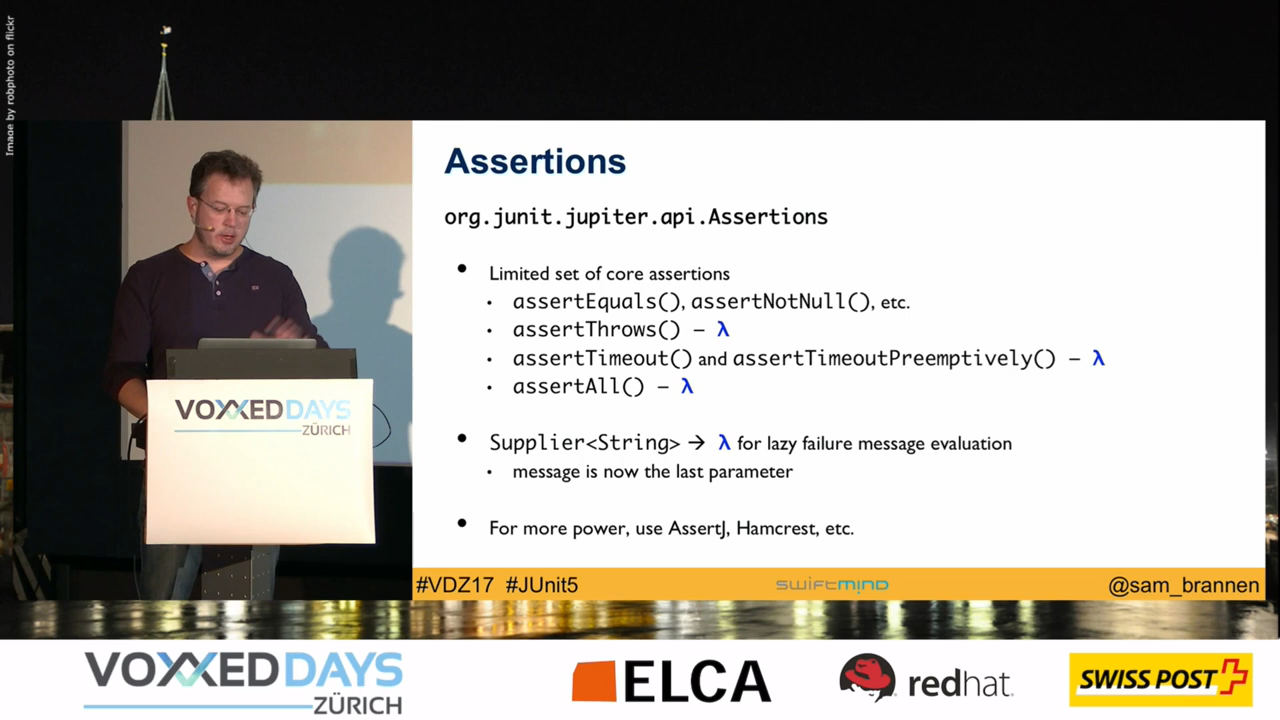 Image by robphoto on flickr
Assertions
org.junit.jupiter.api.Assertions
• Limited set of core assertions
• assertEquals(), assertNotNull(), etc.
• assertThrows() – λ
• assertTimeout() and assertTimeoutPreemptively() – λ
• assertAll() – λ
• Supplier<String> → λ for lazy failure message evaluation
• message is now the last parameter
• For more power, use AssertJ, Hamcrest, etc.
VOXXED DAYS
ZÜRICH
#VDZ17 #JUnit5 swiftmind @sam_brannen
VOXXED DAYS
ZÜRICH
ELCA
redhat.
SWISS POST